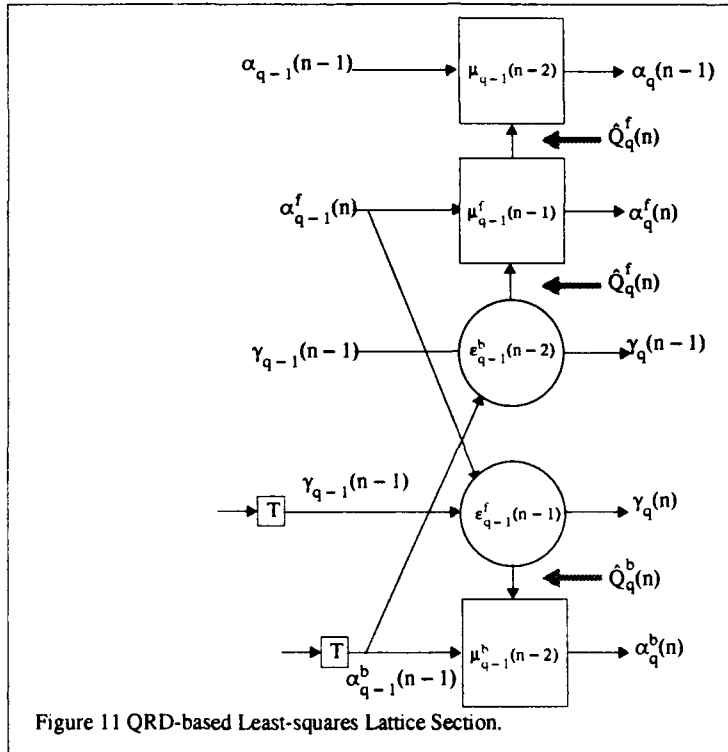 α_{q−1}(n−1) μ_{q−1}(n−2) α_q(n−1)
Q̂_q^f(n)
α_{q−1}^f(n) μ_{q−1}^f(n−1) α_q^f(n)
Q̂_q^f(n)
γ_{q−1}(n−1) ε_{q−1}^b(n−2) γ_q(n−1)
γ_{q−1}(n−1)
T ε_{q−1}^f(n−1) γ_q(n)
Q̂_q^b(n)
T μ_{q−1}^b(n−2) α_q^b(n)
α_{q−1}^b(n−1)
Figure 11 QRD-based Least-squares Lattice Section.